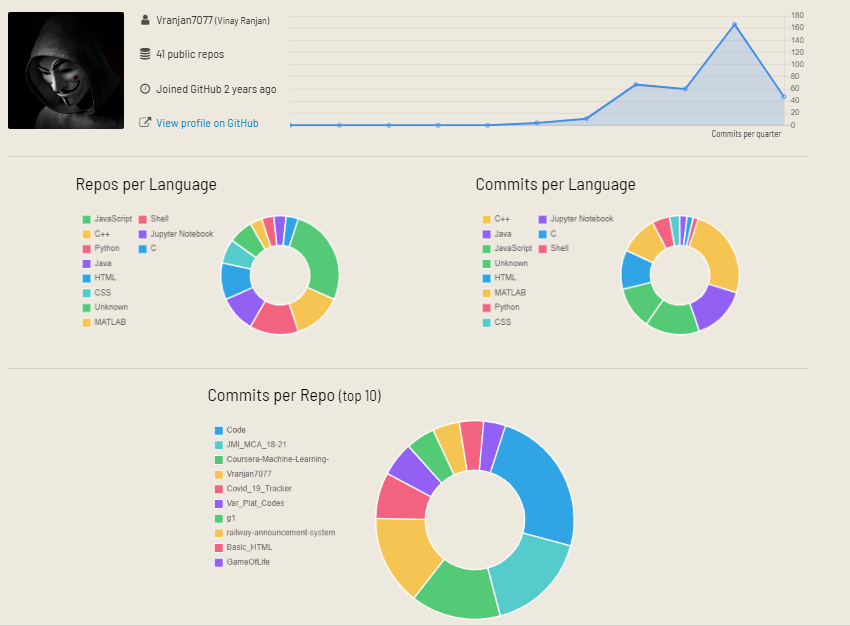 Vranjan7077 (Vinay Ranjan)
41 public repos
Joined GitHub 2 years ago
View profile on GitHub
180
160
140
120
100
80
60
40
20
0
Commits per quarter
Repos per Language
JavaScript
C++
Python
Java
HTML
CSS
Unknown
MATLAB
Shell
Jupyter Notebook
C
Commits per Language
C++
Java
JavaScript
Unknown
HTML
MATLAB
Python
CSS
Jupyter Notebook
C
Shell
Commits per Repo (top 10)
Code
JMI_MCA_18-21
Coursera-Machine-Learning-
Vranjan7077
Covid_19_Tracker
Var_Plat_Codes
g1
railway-announcement-system
Basic_HTML
GameOfLife